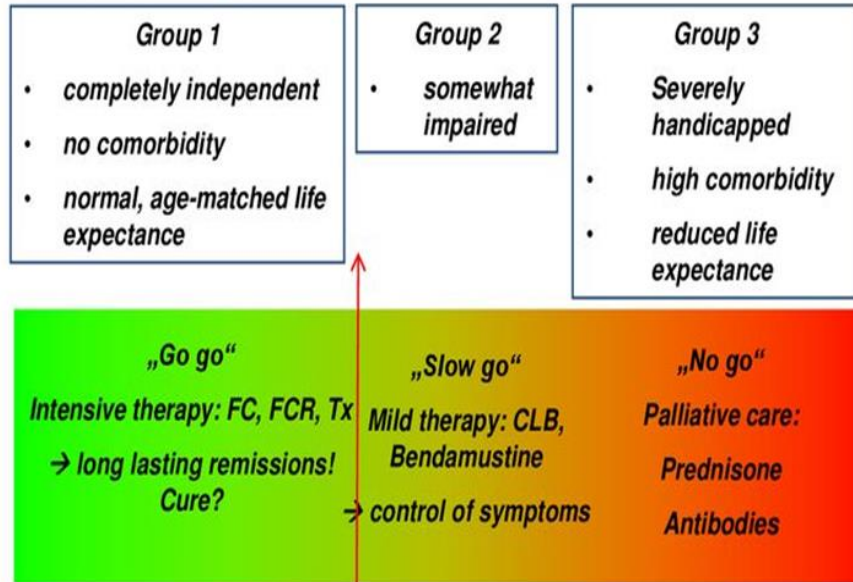 Group 1
• completely independent
• no comorbidity
• normal, age-matched life
expectance
Group 2
• somewhat
impaired
Group 3
• Severely
handicapped
• high comorbidity
• reduced life
expectance
„Go go“
Intensive therapy: FC, FCR, Tx
→ long lasting remissions!
Cure?
„Slow go“
Mild therapy: CLB,
Bendamustine
→ control of symptoms
„No go“
Palliative care:
Prednisone
Antibodies